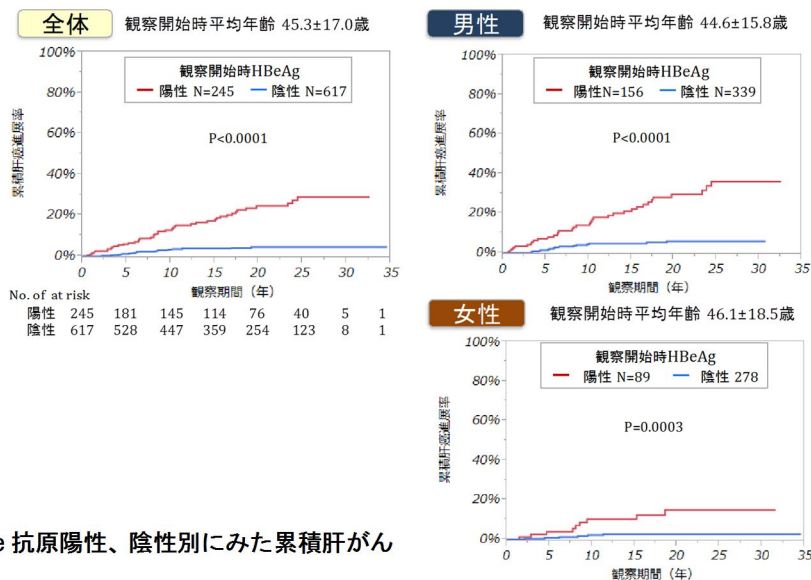 全体 観察開始時平均年齢 45.3±17.0歳
100%
80%
60%
40%
20%
0%
累積肝癌進展率
観察開始時HBeAg
陽性 N=245 陰性 N=617
P<0.0001
0 5 10 15 20 25 30 35
観察期間（年）
No. of at risk
陽性 245 181 145 114 76 40 5 1
陰性 617 528 447 359 254 123 8 1
男性 観察開始時平均年齢 44.6±15.8歳
100%
80%
60%
40%
20%
0%
累積肝癌進展率
観察開始時HBeAg
陽性N=156 陰性 N=339
P<0.0001
0 5 10 15 20 25 30 35
観察期間（年）
女性 観察開始時平均年齢 46.1±18.5歳
100%
80%
60%
40%
20%
0%
累積肝癌進展率
観察開始時HBeAg
陽性 N=89 陰性 278
P=0.0003
0 5 10 15 20 25 30 35
観察期間（年）
e 抗原陽性、陰性別にみた累積肝がん